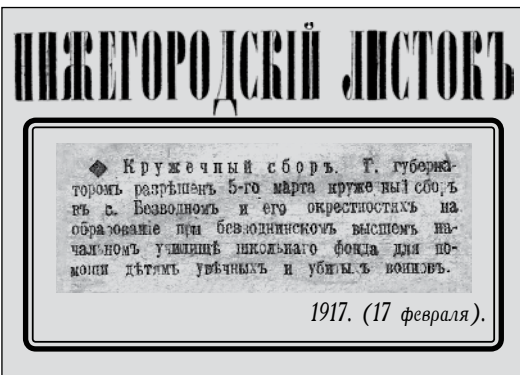 НИЖЕГОРОДСКІЙ ЛИСТОКЪ
Кружечный сборъ. Г. губерна-
торомъ разрѣшенъ 5-го марта кружечный сборъ
въ с. Безводномъ и его окрестностяхъ на
образованіе при безводнинскомъ высшемъ на-
чальномъ училищѣ школьнаго фонда для по-
мощи дѣтямъ увѣчныхъ и убитыхъ воиновъ.
1917. (17 февраля).